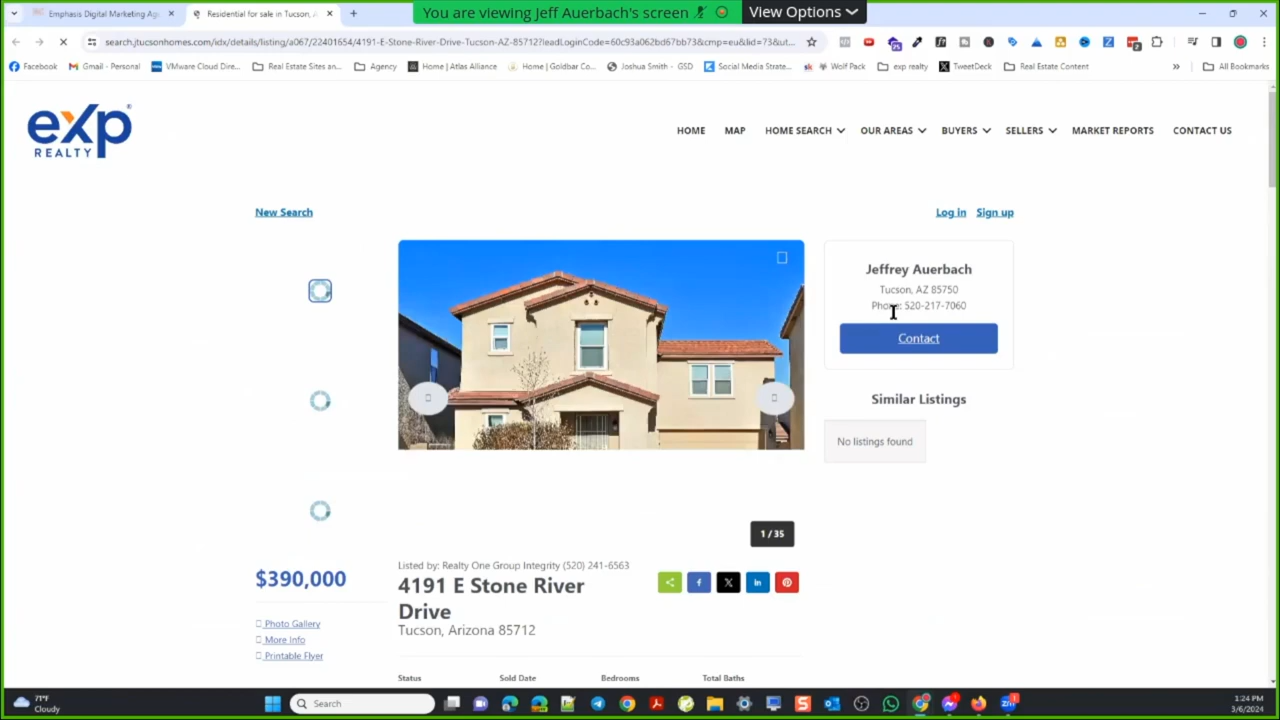 You are viewing Jeff Auerbach's screen
View Options
Emphasis Digital Marketing Ag
Residential for sale in Tucson, A
search.jtucsonhomes.com/idx/details/listing/a067/22401654/4191-E-Stone-River-Drive-Tucson-AZ-85712?leadLoginCode=60c93a062bd67bb73&cmp=eu&lid=73&ut...
Facebook
Gmail - Personal
VMware Cloud Dire...
Real Estate Sites an...
Agency
Home | Atlas Alliance
Home | Goldbar Co...
Joshua Smith - GSD
Social Media Strate...
Wolf Pack
exp realty
TweetDeck
Real Estate Content
»
All Bookmarks
eXp
REALTY
HOME
MAP
HOME SEARCH
OUR AREAS
BUYERS
SELLERS
MARKET REPORTS
CONTACT US
New Search
Log in
Sign up
Jeffrey Auerbach
Tucson, AZ 85750
Phone: 520-217-7060
Contact
Similar Listings
No listings found
1 / 35
$390,000
Photo Gallery
More Info
Printable Flyer
Listed by: Realty One Group Integrity (520) 241-6563
4191 E Stone River
Drive
Tucson, Arizona 85712
Status
Sold Date
Bedrooms
Total Baths
71°F
Cloudy
Search
1:24 PM
3/6/2024